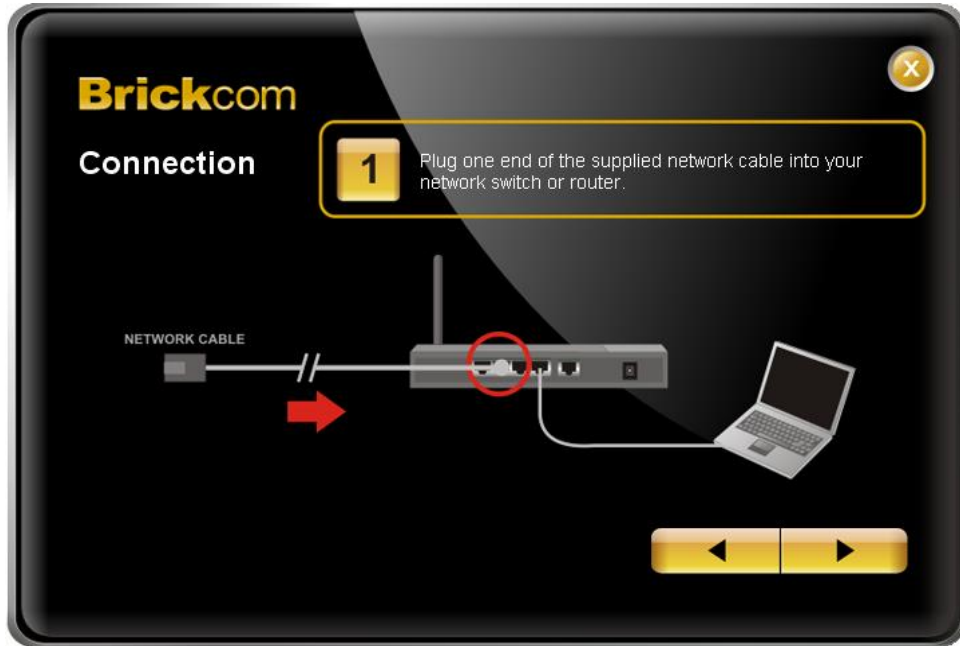 Brickcom
X
Connection
1
Plug one end of the supplied network cable into your
network switch or router.
NETWORK CABLE